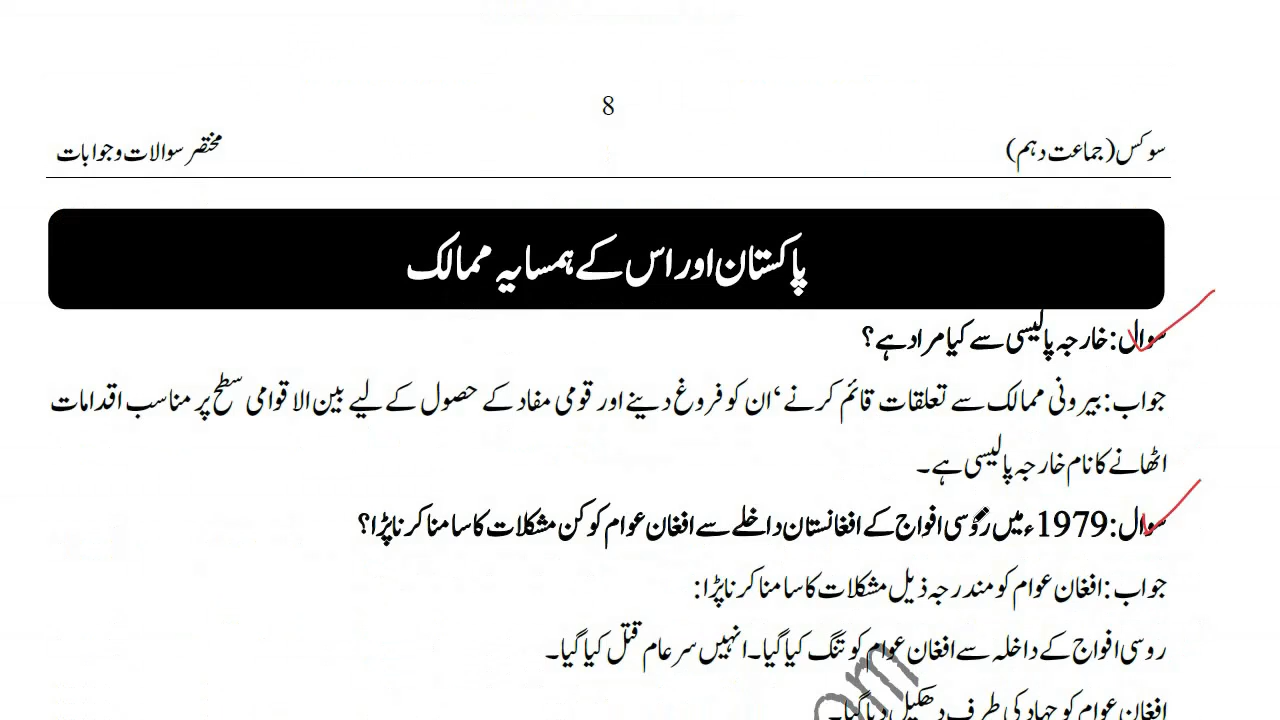 8
سوکس (جماعت دہم)
مختصر سوالات و جوابات
پاکستان اور اس کے ہمسایہ ممالک
سوال: خارجہ پالیسی سے کیا مراد ہے؟
جواب: بیرونی ممالک سے تعلقات قائم کرنے‘ ان کو فروغ دینے اور قومی مفاد کے حصول کے لیے بین الاقوامی سطح پر مناسب اقدامات
اٹھانے کا نام خارجہ پالیسی ہے۔
سوال: 1979ء میں روسی افواج کے افغانستان داخلے سے افغان عوام کو کن مشکلات کا سامنا کرنا پڑا؟
جواب: افغان عوام کو مندرجہ ذیل مشکلات کا سامنا کرنا پڑا:
روسی افواج کے داخلہ سے افغان عوام کو تنگ کیا گیا۔ انہیں سرعام قتل کیا گیا۔
افغان عوام کو جہاد کی طرف دھکیل دیا گیا۔
om